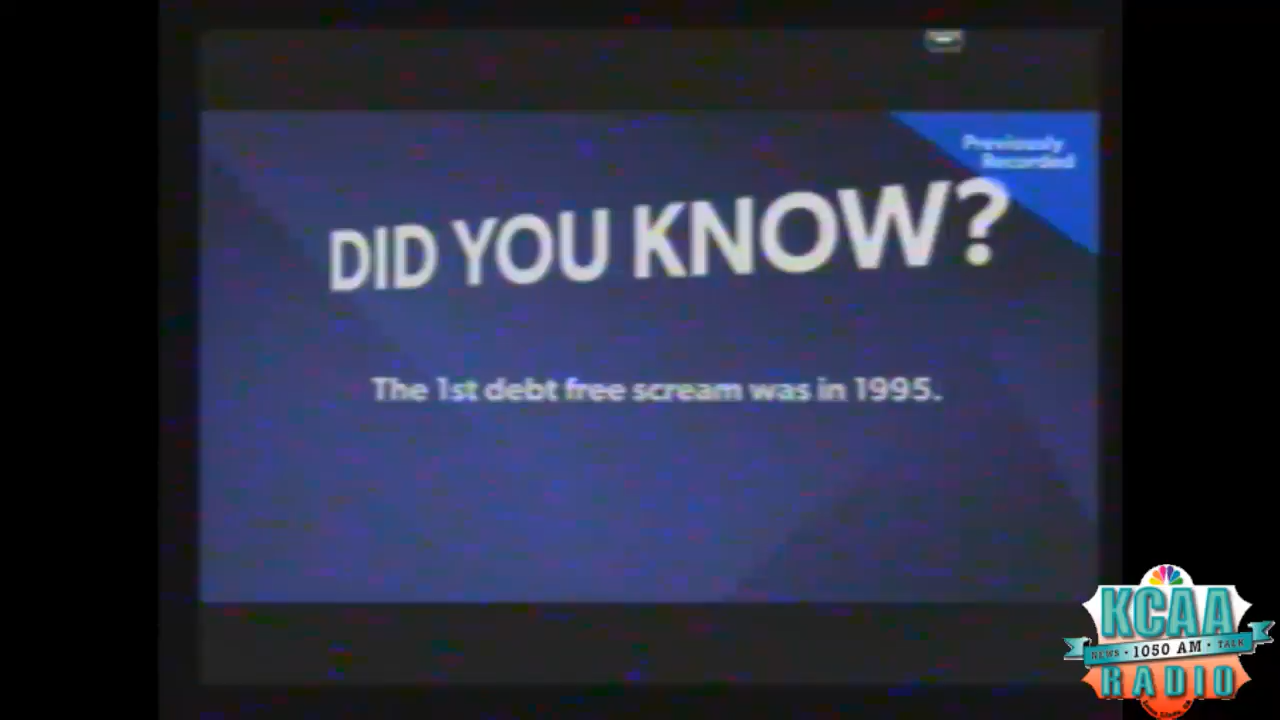 Previously
Recorded
DID YOU KNOW?
The 1st debt free scream was in 1995.
KCAA
NEWS · 1050 AM · TALK
RADIO